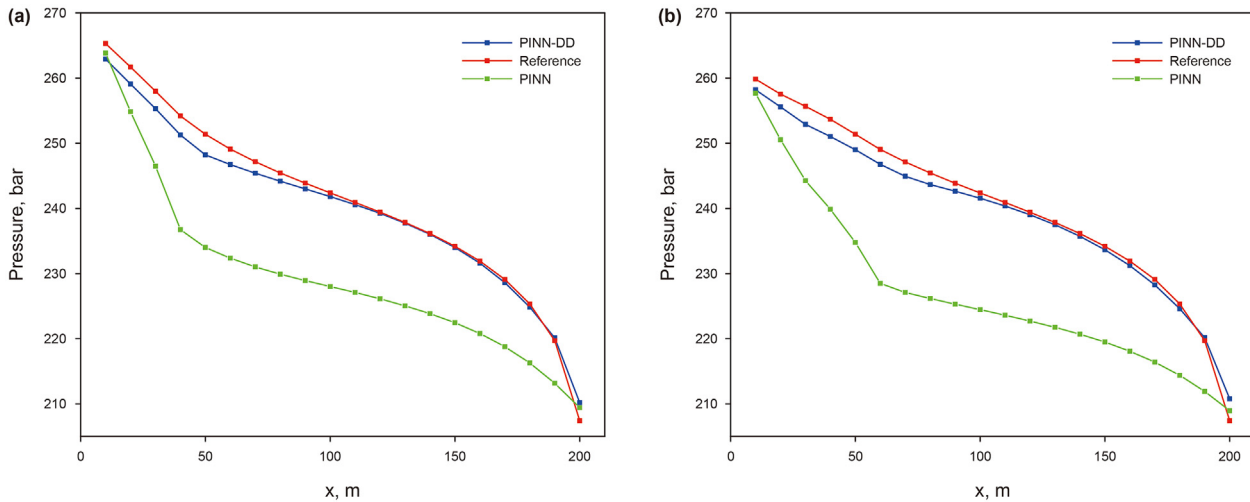 (a)
270
260
250
240
230
220
210
Pressure, bar
0
50
100
150
200
x, m
PINN-DD
Reference
PINN
(b)
270
260
250
240
230
220
210
Pressure, bar
0
50
100
150
200
x, m
PINN-DD
Reference
PINN